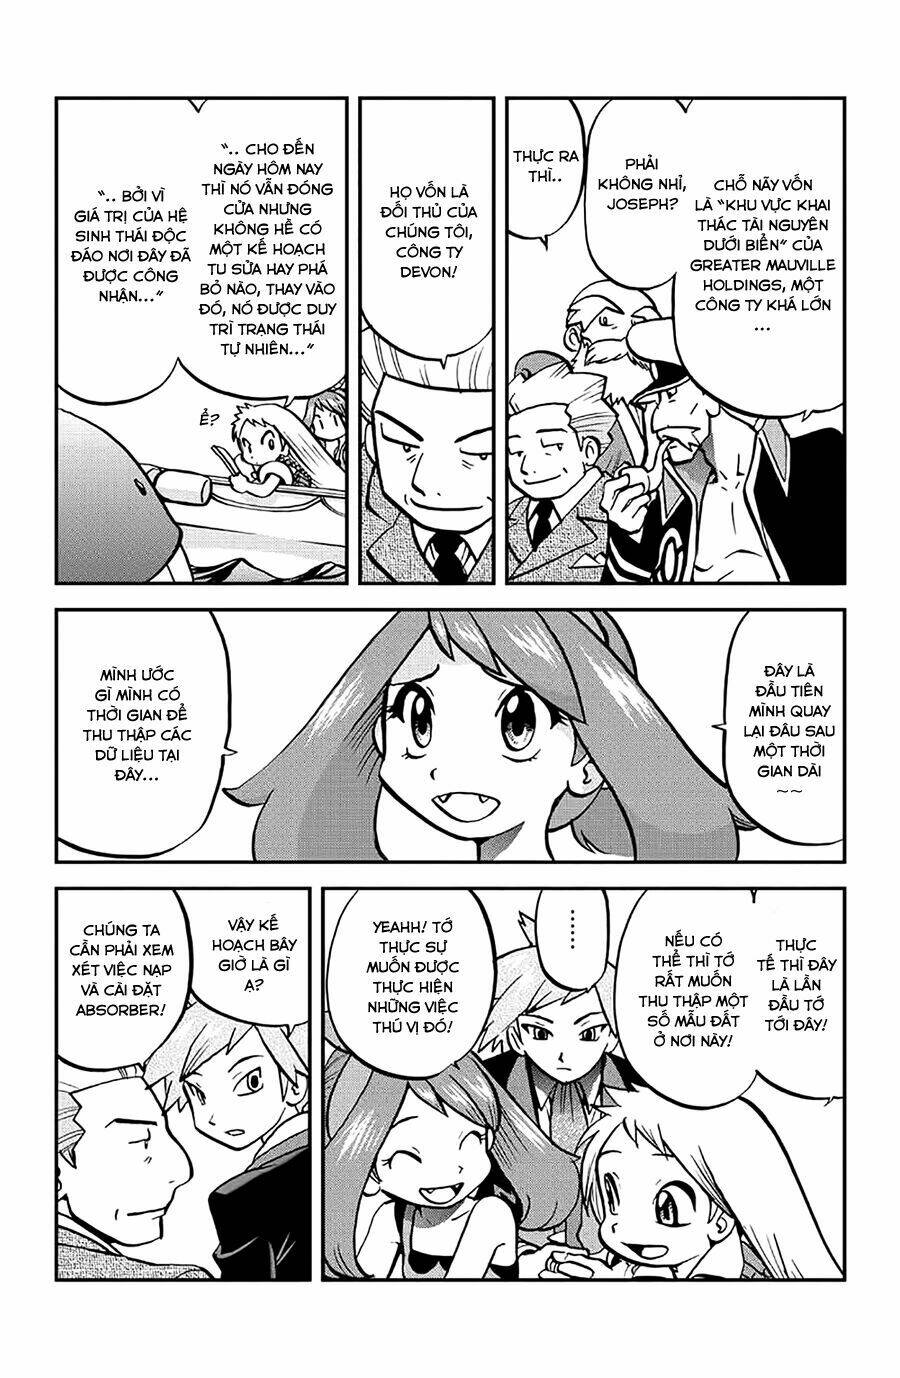 CHỖ NÃY VỐN
LÀ "KHU VỰC KHAI
THÁC TÀI NGUYÊN
DƯỚI BIỂN" CỦA
GREATER MAUVILLE
HOLDINGS, MỘT
CÔNG TY KHÁ LỚN
...
PHẢI
KHÔNG NHỈ,
JOSEPH?
THỰC RA
THÌ..
HỌ VỐN LÀ
ĐỐI THỦ CỦA
CHÚNG TÔI,
CÔNG TY
DEVON!
".. CHO ĐẾN
NGÀY HÔM NAY
THÌ NÓ VẪN ĐÓNG
CỬA NHƯNG
KHÔNG HỀ CÓ
MỘT KẾ HOẠCH
TU SỬA HAY PHÁ
BỎ NÀO, THAY VÀO
ĐÓ, NÓ ĐƯỢC DUY
TRÌ TRẠNG THÁI
TỰ NHIÊN..."
".. BỞI VÌ
GIÁ TRỊ CỦA HỆ
SINH THÁI ĐỘC
ĐÁO NƠI ĐÂY ĐÃ
ĐƯỢC CÔNG
NHẬN..."
Ể?
ĐÂY LÀ
ĐẦU TIÊN
MÌNH QUAY
LẠI ĐÂU SAU
MỘT THỜI
GIAN DÀI
~~
MÌNH ƯỚC
GÌ MÌNH CÓ
THỜI GIAN ĐỂ
THU THẬP CÁC
DỮ LIỆU TẠI
ĐÂY...
THỰC
TẾ THÌ ĐÂY
LÀ LẦN
ĐẦU TỚ
TỚI ĐÂY!
NẾU CÓ
THỂ THÌ TỚ
RẤT MUỐN
THU THẬP MỘT
SỐ MẪU ĐẤT
Ở NƠI NÀY!
......
YEAHH! TỚ
THỰC SỰ
MUỐN ĐƯỢC
THỰC HIỆN
NHỮNG VIỆC
THÚ VỊ ĐÓ!
VẬY KẾ
HOẠCH BÂY
GIỜ LÀ GÌ
Ạ?
CHÚNG TA
CẦN PHẢI XEM
XÉT VIỆC NẠP
VÀ CÀI ĐẶT
ABSORBER!